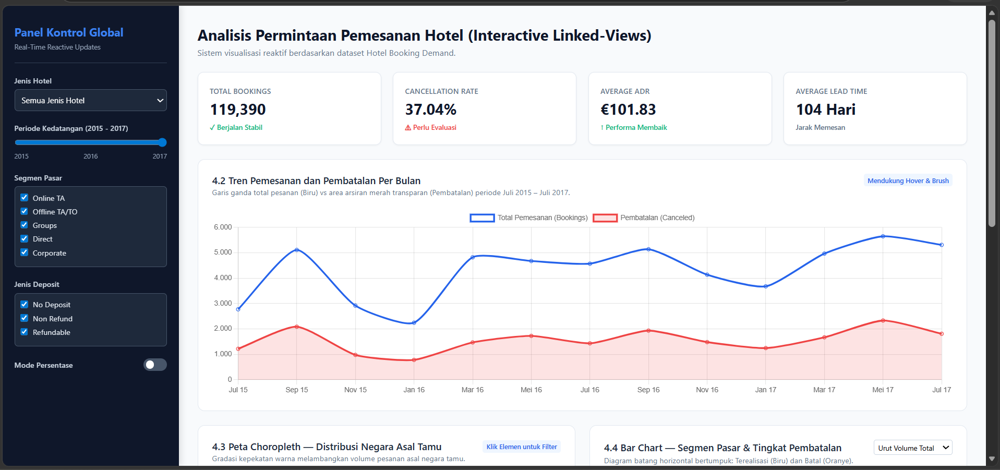 Panel Kontrol Global
Real-Time Reactive Updates
Jenis Hotel
Semua Jenis Hotel
Periode Kedatangan (2015 - 2017)
2015 2016 2017
Segmen Pasar
Online TA
Offline TA/TO
Groups
Direct
Corporate
Jenis Deposit
No Deposit
Non Refund
Refundable
Mode Persentase
Analisis Permintaan Pemesanan Hotel (Interactive Linked-Views)
Sistem visualisasi reaktif berdasarkan dataset Hotel Booking Demand.
TOTAL BOOKINGS
119,390
✓ Berjalan Stabil
CANCELLATION RATE
37.04%
⚠ Perlu Evaluasi
AVERAGE ADR
€101.83
↑ Performa Membaik
AVERAGE LEAD TIME
104 Hari
Jarak Memesan
4.2 Tren Pemesanan dan Pembatalan Per Bulan
Mendukung Hover & Brush
Garis ganda total pesanan (Biru) vs area arsiran merah transparan (Pembatalan) periode Juli 2015 – Juli 2017.
Total Pemesanan (Bookings) Pembatalan (Canceled)
6.000
5.000
4.000
3.000
2.000
1.000
0
Jul 15 Sep 15 Nov 15 Jan 16 Mar 16 Mei 16 Jul 16 Sep 16 Nov 16 Jan 17 Mar 17 Mei 17 Jul 17
4.3 Peta Choropleth — Distribusi Negara Asal Tamu
Klik Elemen untuk Filter
Gradasi kepekatan warna melambangkan volume pesanan asal negara tamu.
4.4 Bar Chart — Segmen Pasar & Tingkat Pembatalan
Urut Volume Total
Diagram batang horizontal bertumpuk: Terealisasi (Biru) dan Batal (Oranye).